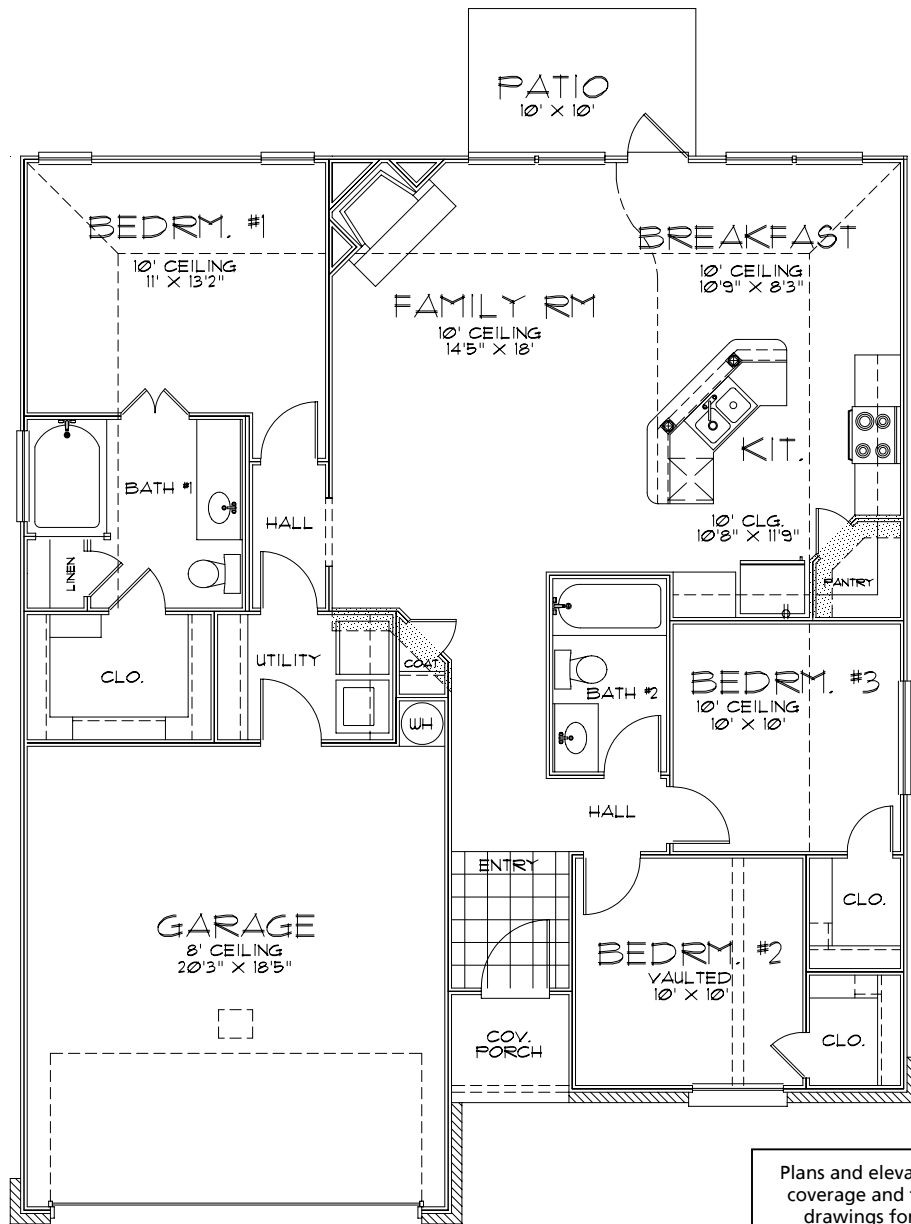 PATIO
10' X 10'
BEDRM. #1
10' CEILING
11' X 13'2"
BREAKFAST
10' CEILING
10'9" X 8'3"
FAMILY RM
10' CEILING
14'5" X 18'
KIT.
10' CLG.
10'8" X 11'9"
BATH #1
HALL
LINEN
PANTRY
UTILITY
COAT
CLO.
WH
BATH #2
BEDRM. #3
10' CEILING
10' X 10'
HALL
ENTRY
CLO.
GARAGE
8' CEILING
20'3" X 18'5"
BEDRM. #2
VAULTED
10' X 10'
COV.
PORCH
CLO.
Plans and eleva
coverage and
drawings for